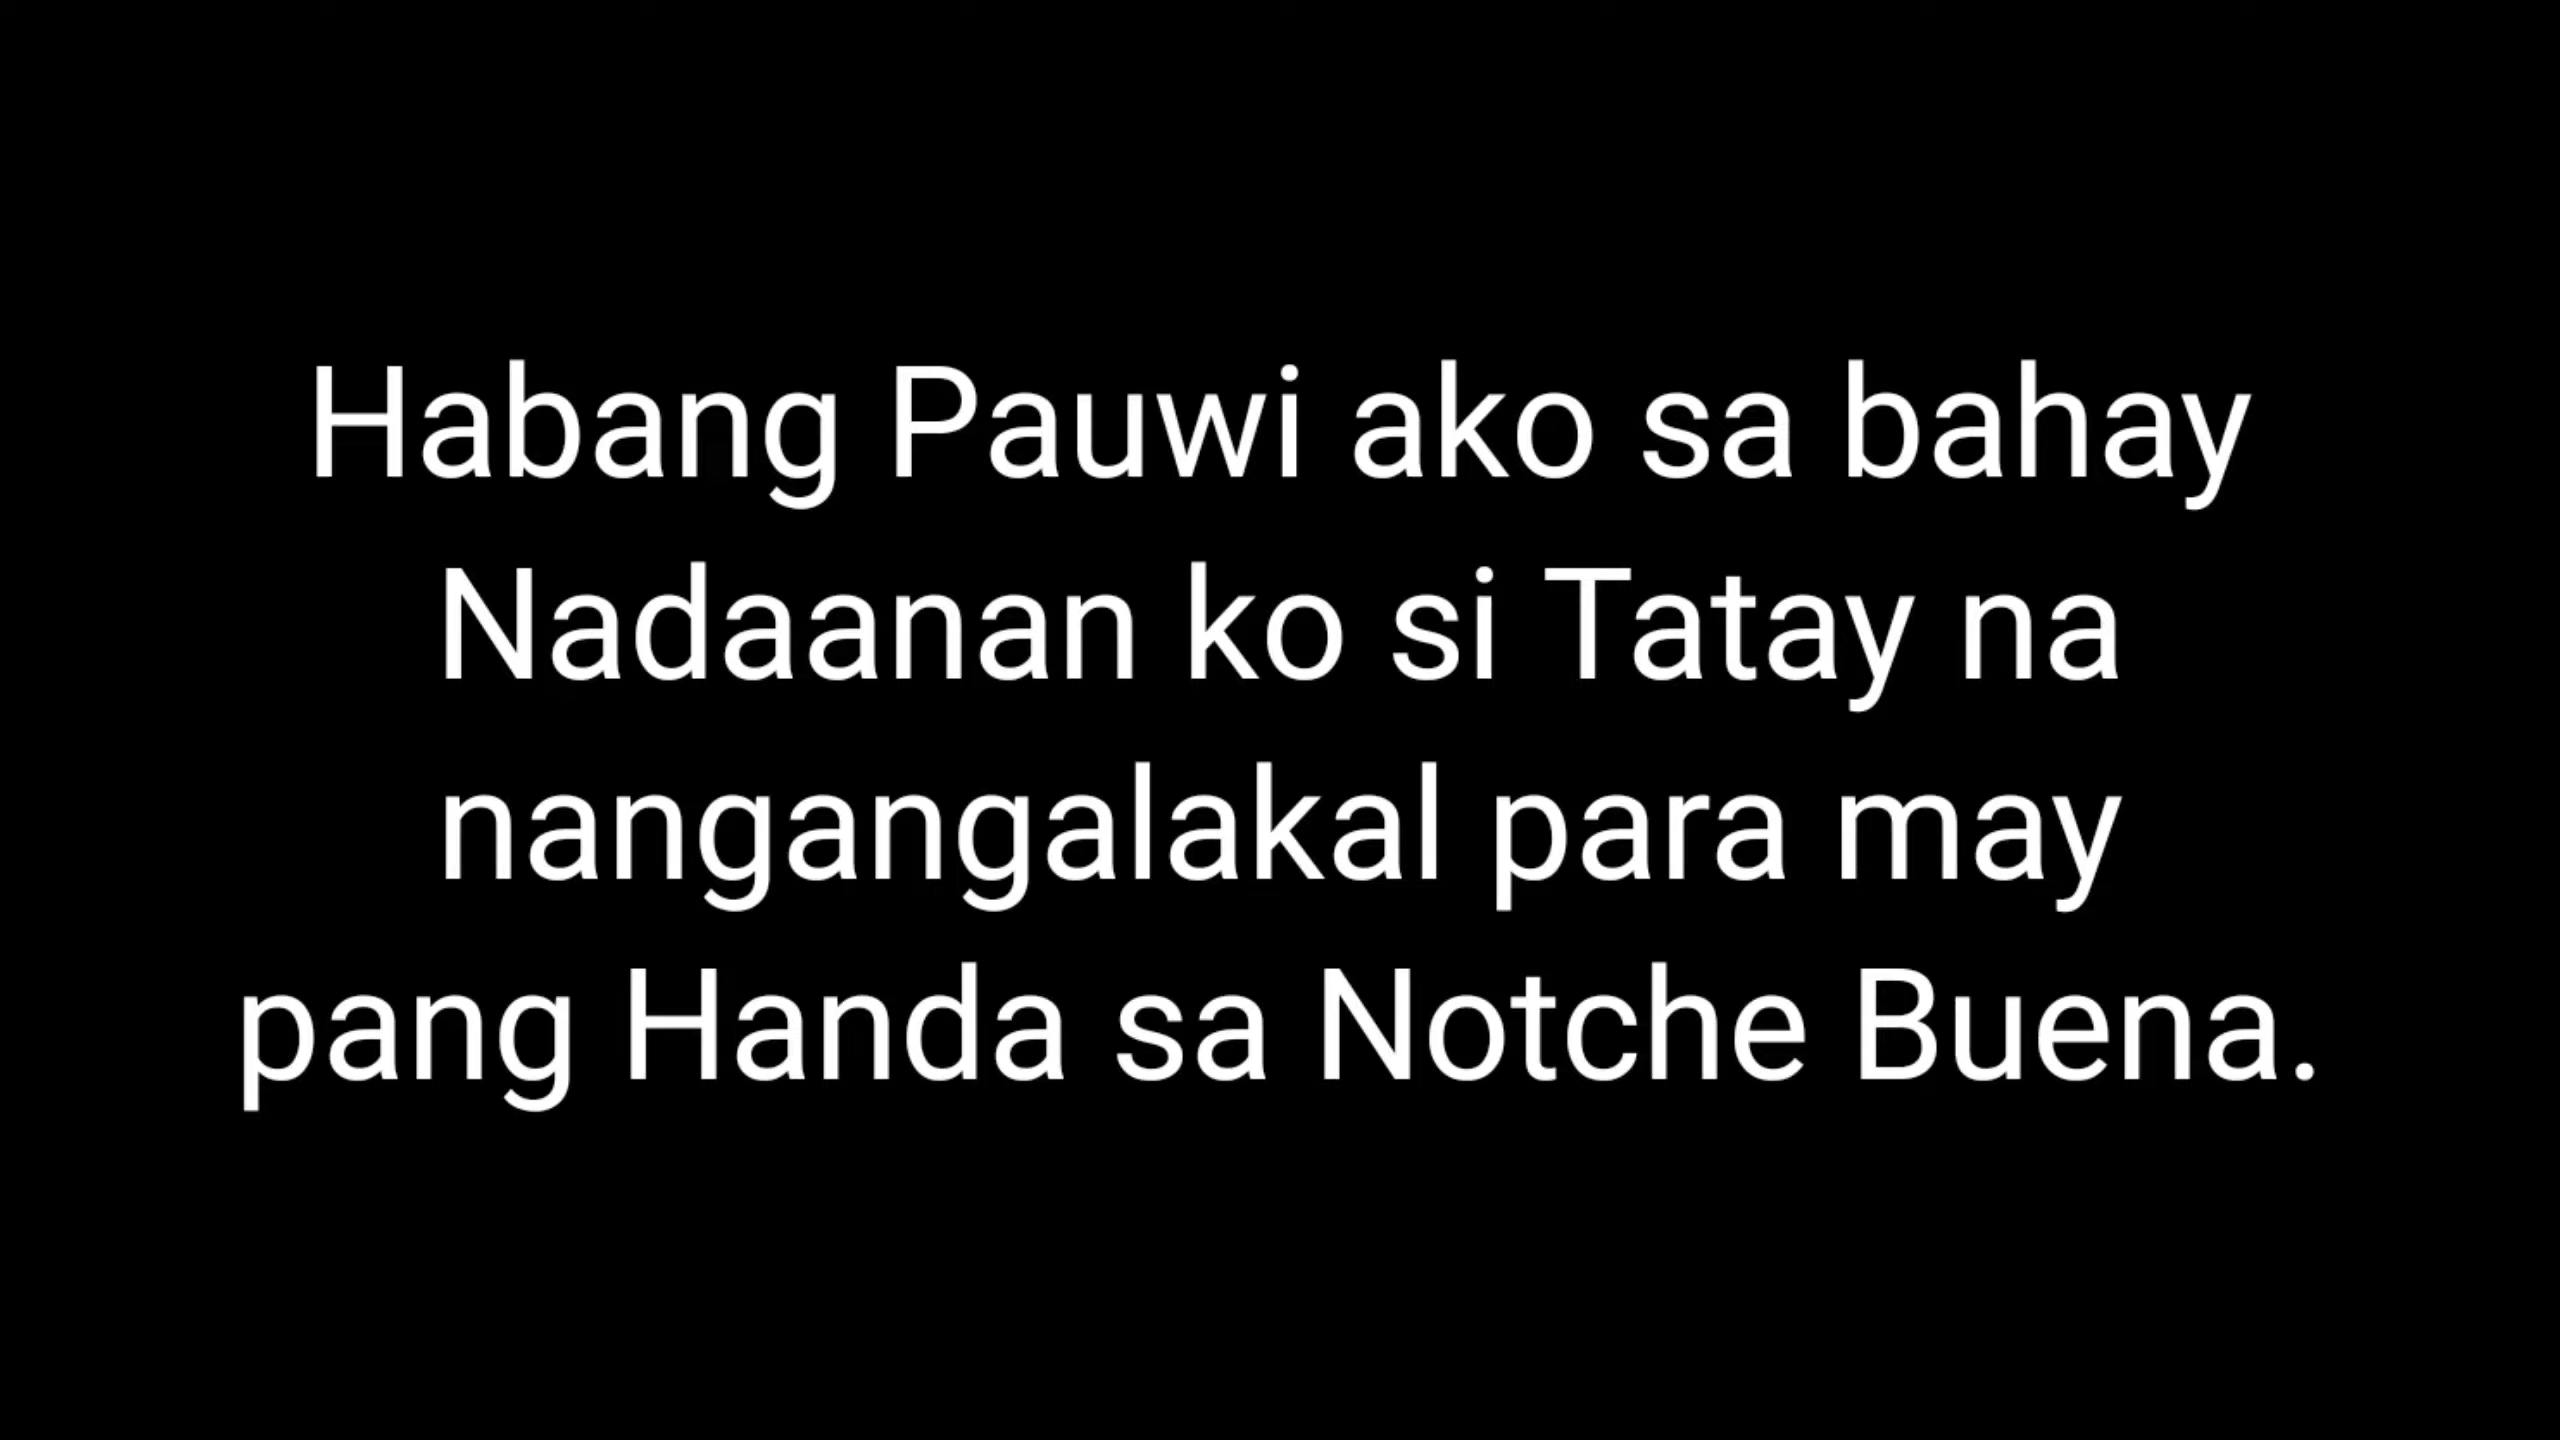 Habang Pauwi ako sa bahay
Nadaanan ko si Tatay na
nangangalakal para may
pang Handa sa Notche Buena.